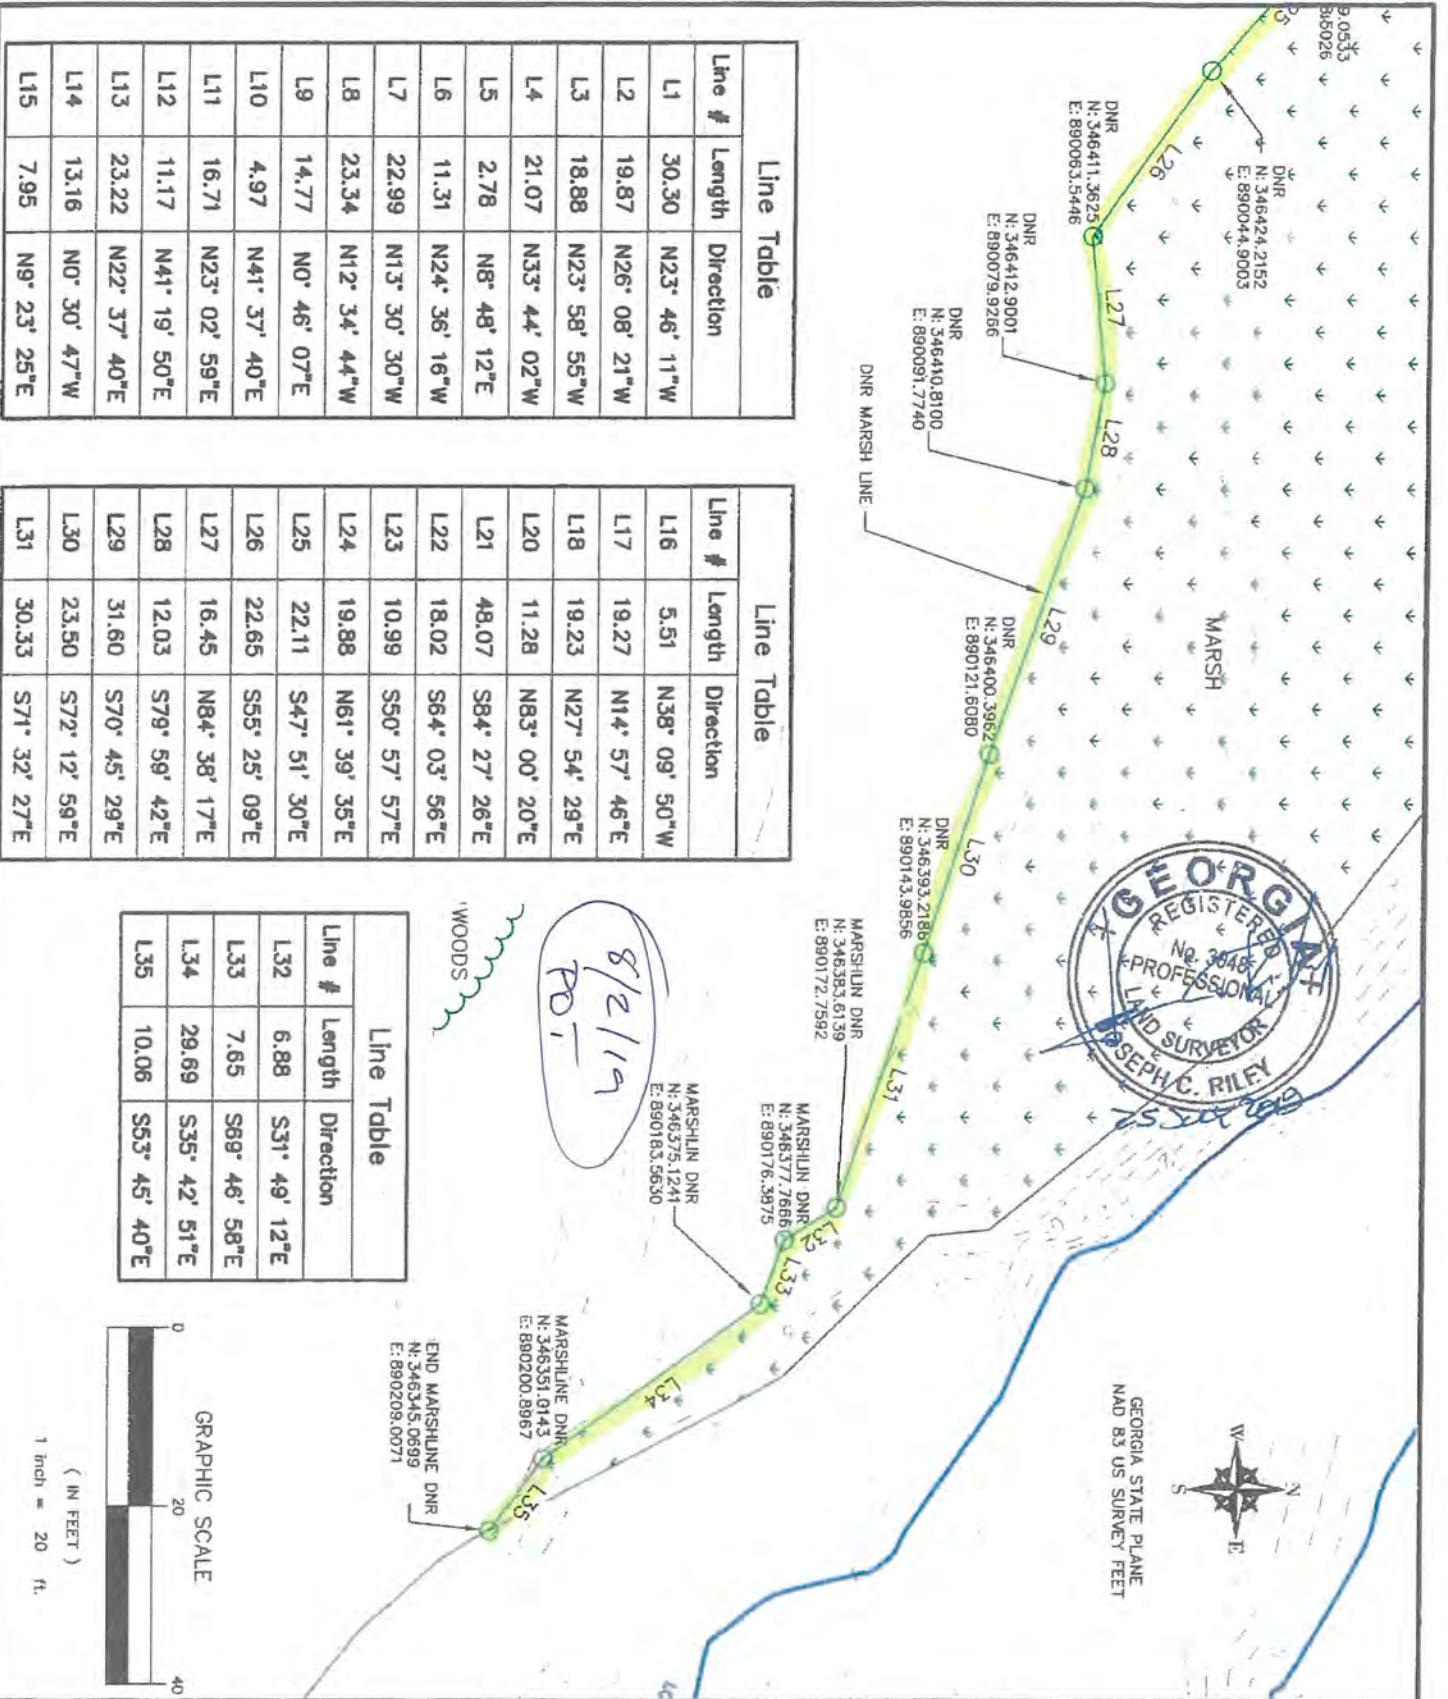 9.0533
DNR
N: 346424.2152
E: 890044.9003
L26
DNR
N: 346411.3625
E: 890063.5446
L27
DNR
N: 346412.9001
E: 890079.9266
L28
DNR
N: 346410.8100
E: 890091.7740
DNR MARSH LINE
L29
MARSH
DNR
N: 346400.3962
E: 890121.6080
L30
DNR
N: 346393.2186
E: 890143.9856
L31
MARSHLIN DNR
N: 346383.6139
E: 890172.7592
L32
MARSHLIN DNR
N: 346377.7666
E: 890176.3875
L33
MARSHLIN DNR
N: 346375.1241
E: 890183.5630
L34
MARSHLINE DNR
N: 346351.0143
E: 890200.8967
L35
END MARSHLINE DNR
N: 346345.0699
E: 890209.0071
GEORGIA
REGISTERED
No. 3048
PROFESSIONAL
LAND SURVEYOR
JOSEPH C. RILEY
25 July 2019
N
W
E
S
GEORGIA STATE PLANE
NAD 83 US SURVEY FEET
WOODS
8/2/19
Line Table
Line # Length Direction
L1 30.30 N23° 46' 11"W
L2 19.87 N26° 08' 21"W
L3 18.88 N23° 58' 55"W
L4 21.07 N33° 44' 02"W
L5 2.78 N8° 48' 12"E
L6 11.31 N24° 36' 16"W
L7 22.99 N13° 30' 30"W
L8 23.34 N12° 34' 44"W
L9 14.77 N0° 46' 07"E
L10 4.97 N41° 37' 40"E
L11 16.71 N23° 02' 59"E
L12 11.17 N41° 19' 50"E
L13 23.22 N22° 37' 40"E
L14 13.16 N0° 30' 47"W
L15 7.95 N9° 23' 25"E
Line Table
Line # Length Direction
L16 5.51 N38° 09' 50"W
L17 19.27 N14° 57' 46"E
L18 19.23 N27° 54' 29"E
L20 11.28 N83° 00' 20"E
L21 48.07 S84° 27' 26"E
L22 18.02 S64° 03' 56"E
L23 10.99 S50° 57' 57"E
L24 19.88 N61° 39' 35"E
L25 22.11 S47° 51' 30"E
L26 22.65 S55° 25' 09"E
L27 16.45 N84° 38' 17"E
L28 12.03 S79° 59' 42"E
L29 31.60 S70° 45' 29"E
L30 23.50 S72° 12' 59"E
L31 30.33 S71° 32' 27"E
Line Table
Line # Length Direction
L32 6.88 S31° 49' 12"E
L33 7.65 S69° 46' 58"E
L34 29.69 S35° 42' 51"E
L35 10.06 S53° 45' 40"E
GRAPHIC SCALE
0 20 40
( IN FEET )
1 inch = 20 ft.